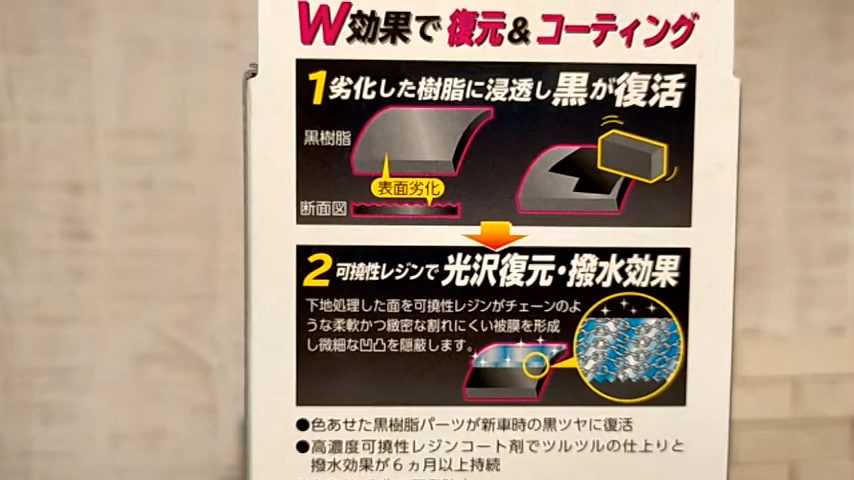 W効果で復元&コーティング
1劣化した樹脂に浸透し黒が復活
黒樹脂
表面劣化
断面図
2可撓性レジンで光沢復元・撥水効果
下地処理した面を可撓性レジンがチェーンのよ
うな柔軟かつ緻密な割れにくい被膜を形成
し微細な凹凸を隠蔽します。
●色あせた黒樹脂パーツが新車時の黒ツヤに復活
●高濃度可撓性レジンコート剤でツルツルの仕上りと
撥水効果が6ヵ月以上持続